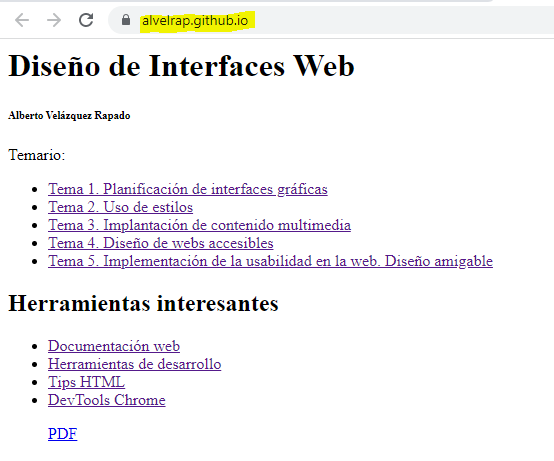 alvelrap.github.io
Diseño de Interfaces Web
Alberto Velázquez Rapado
Temario:
Tema 1. Planificación de interfaces gráficas
Tema 2. Uso de estilos
Tema 3. Implantación de contenido multimedia
Tema 4. Diseño de webs accesibles
Tema 5. Implementación de la usabilidad en la web. Diseño amigable
Herramientas interesantes
Documentación web
Herramientas de desarrollo
Tips HTML
DevTools Chrome
PDF